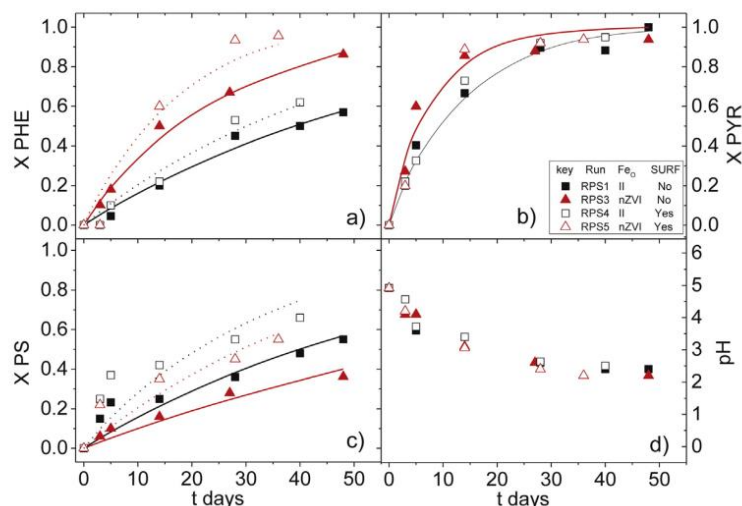 1.0
0.8
0.6
0.4
0.2
0.0
X PHE
a)
b)
1.0
0.8
0.6
0.4
0.2
0.0
X PYR
key Run Fe₀ SURF
RPS1 II No
RPS3 nZVI No
RPS4 II Yes
RPS5 nZVI Yes
1.0
0.8
0.6
0.4
0.2
0.0
X PS
c)
d)
6
5
4
3
2
1
0
pH
0 10 20 30 40 50
0 10 20 30 40 50
t days
t days